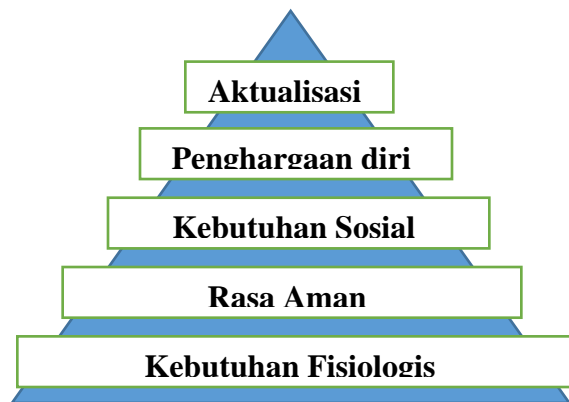 Aktualisasi
Penghargaan diri
Kebutuhan Sosial
Rasa Aman
Kebutuhan Fisiologis